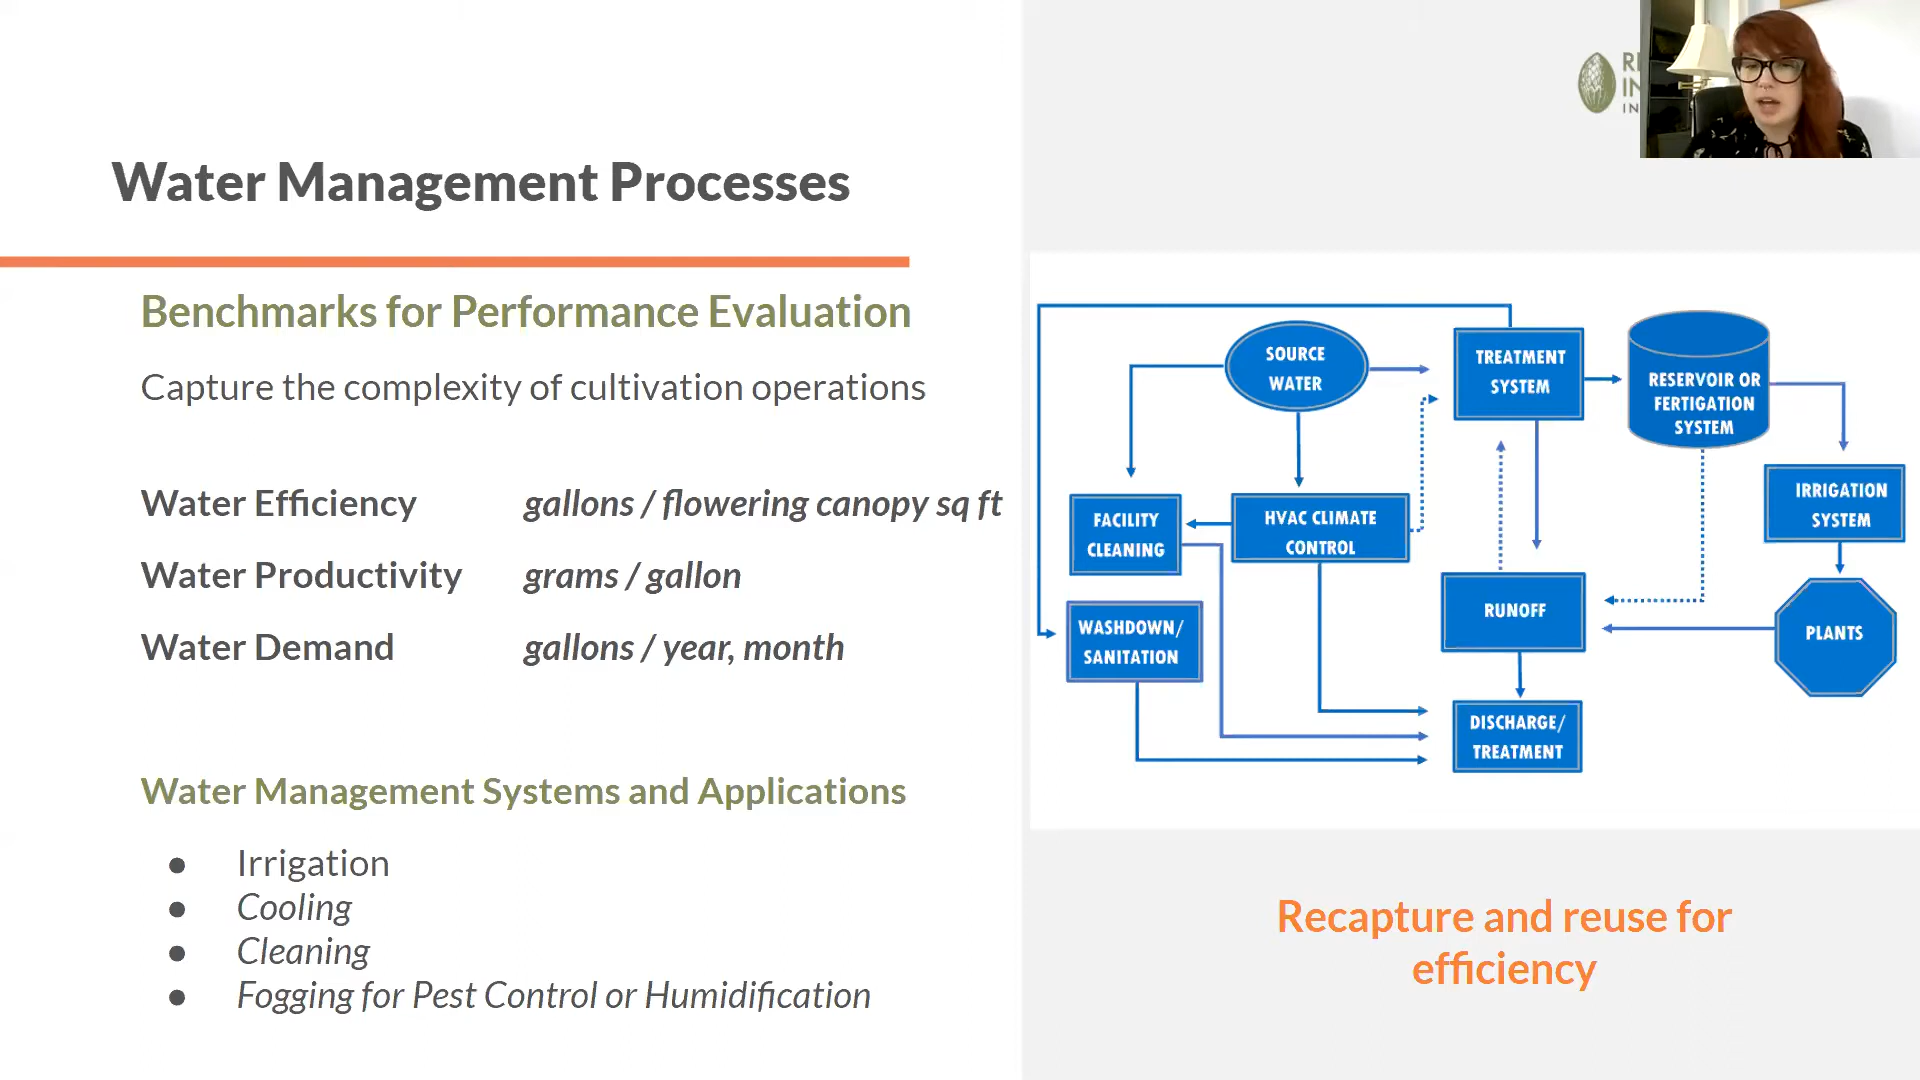 Water Management Processes
Benchmarks for Performance Evaluation
Capture the complexity of cultivation operations
Water Efficiency gallons / flowering canopy sq ft
Water Productivity grams / gallon
Water Demand gallons / year, month
Water Management Systems and Applications
● Irrigation
● Cooling
● Cleaning
● Fogging for Pest Control or Humidification
SOURCE
WATER
TREATMENT
SYSTEM
RESERVOIR OR
FERTIGATION
SYSTEM
IRRIGATION
SYSTEM
FACILITY
CLEANING
HVAC CLIMATE
CONTROL
RUNOFF
PLANTS
WASHDOWN/
SANITATION
DISCHARGE/
TREATMENT
Recapture and reuse for
efficiency